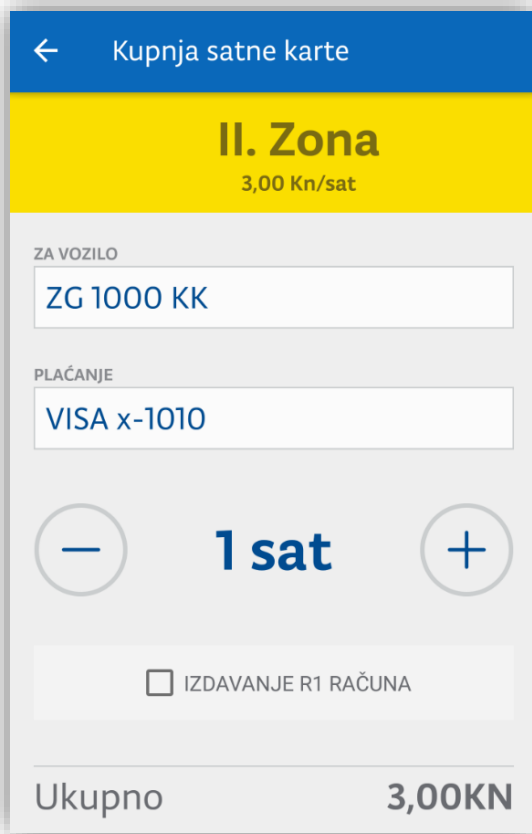 Kupnja satne karte
II. Zona
3,00 Kn/sat
ZA VOZILO
ZG 1000 KK
PLAĆANJE
VISA x-1010
1 sat
IZDAVANJE R1 RAČUNA
Ukupno 3,00KN